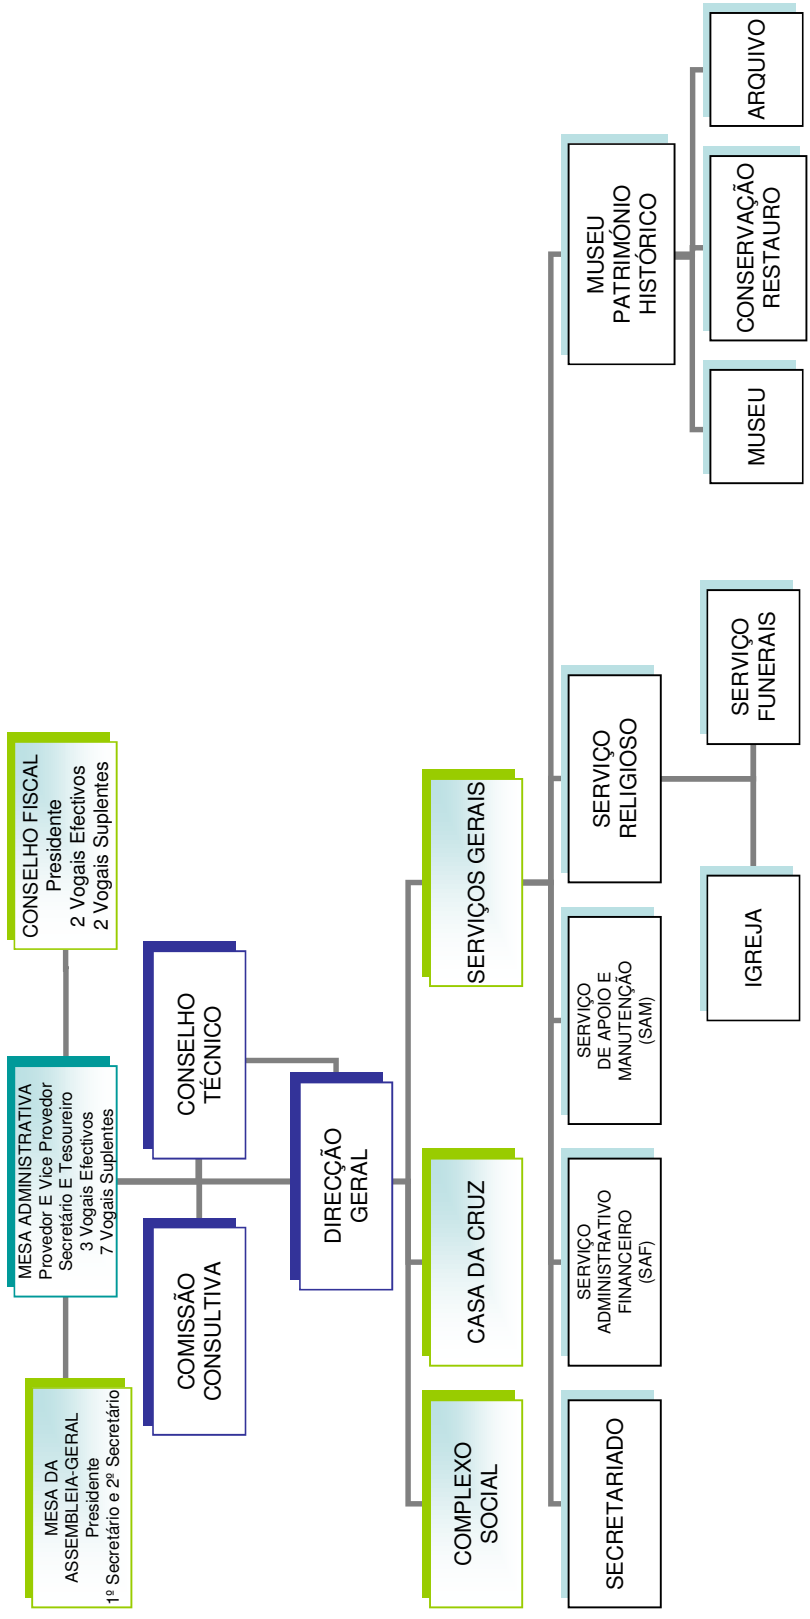 MESA DA
ASSEMBLEIA-GERAL
Presidente
1º Secretário e 2º Secretário
MESA ADMINISTRATIVA
Provedor E Vice Provedor
Secretário E Tesoureiro
3 Vogais Efectivos
7 Vogais Suplentes
CONSELHO FISCAL
Presidente
2 Vogais Efectivos
2 Vogais Suplentes
COMISSÃO
CONSULTIVA
CONSELHO
TÉCNICO
DIRECÇÃO
GERAL
COMPLEXO
SOCIAL
CASA DA CRUZ
SERVIÇOS GERAIS
SECRETARIADO
SERVIÇO
ADMINISTRATIVO
FINANCEIRO
(SAF)
SERVIÇO
DE APOIO E
MANUTENÇÃO
(SAM)
SERVIÇO
RELIGIOSO
MUSEU
PATRIMÓNIO
HISTÓRICO
IGREJA
SERVIÇO
FUNERAIS
MUSEU
CONSERVAÇÃO
RESTAURO
ARQUIVO